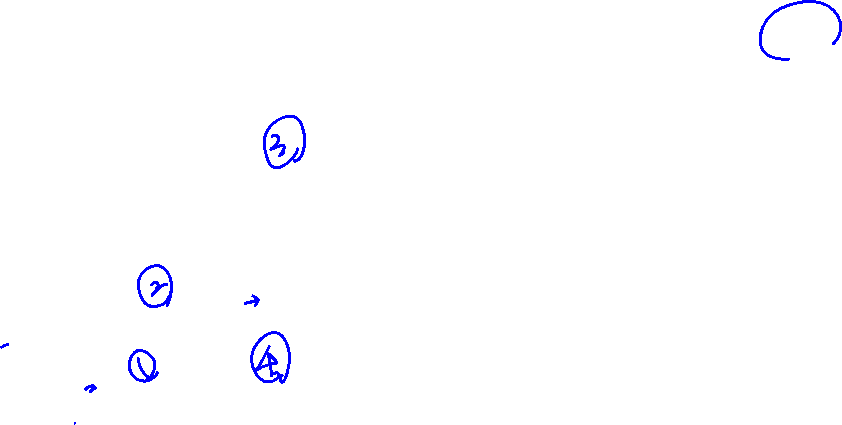 ③
② →
① ④
→